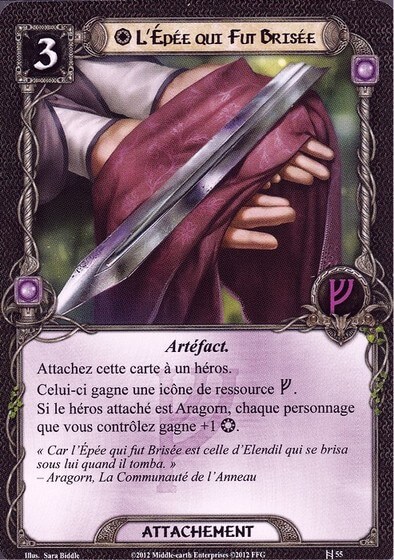 3
L'Épée qui Fut Brisée
Artéfact.
Attachez cette carte à un héros.
Celui-ci gagne une icône de ressource ᚠ.
Si le héros attaché est Aragorn, chaque personnage
que vous contrôlez gagne +1
« Car l'Épée qui fut Brisée est celle d'Elendil qui se brisa
sous lui quand il tomba. »
– Aragorn, La Communauté de l'Anneau
ATTACHEMENT
Illus. Sara Biddle
©2012 Middle-earth Enterprises ©2012 FFG
55